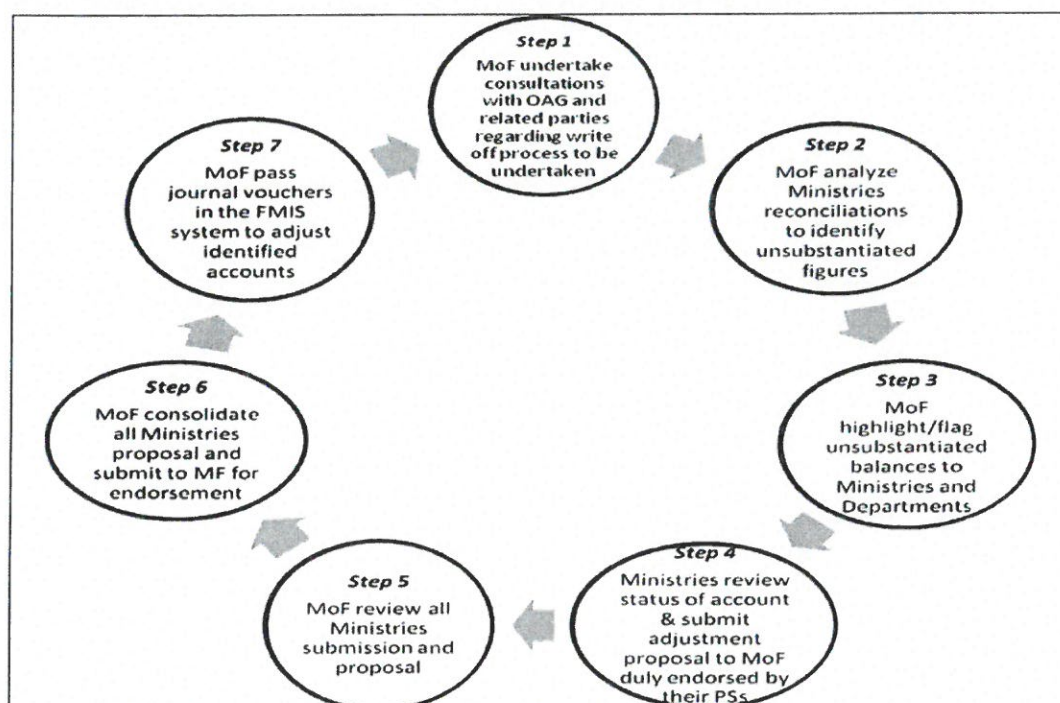 Step 1
MoF undertake
consultations
with OAG and
related parties
regarding write
off process to be
undertaken
Step 2
MoF analyze
Ministries
reconciliations
to identify
unsubstantiated
figures
Step 3
MoF
highlight/flag
unsubstantiated
balances to
Ministries and
Departments
Step 4
Ministries review
status of account
& submit
adjustment
proposal to MoF
duly endorsed by
their PSs
Step 5
MoF review all
Ministries
submission and
proposal
Step 6
MoF consolidate
all Ministries
proposal and
submit to MF for
endorsement
Step 7
MoF pass
journal vouchers
in the FMIS
system to adjust
identified
accounts